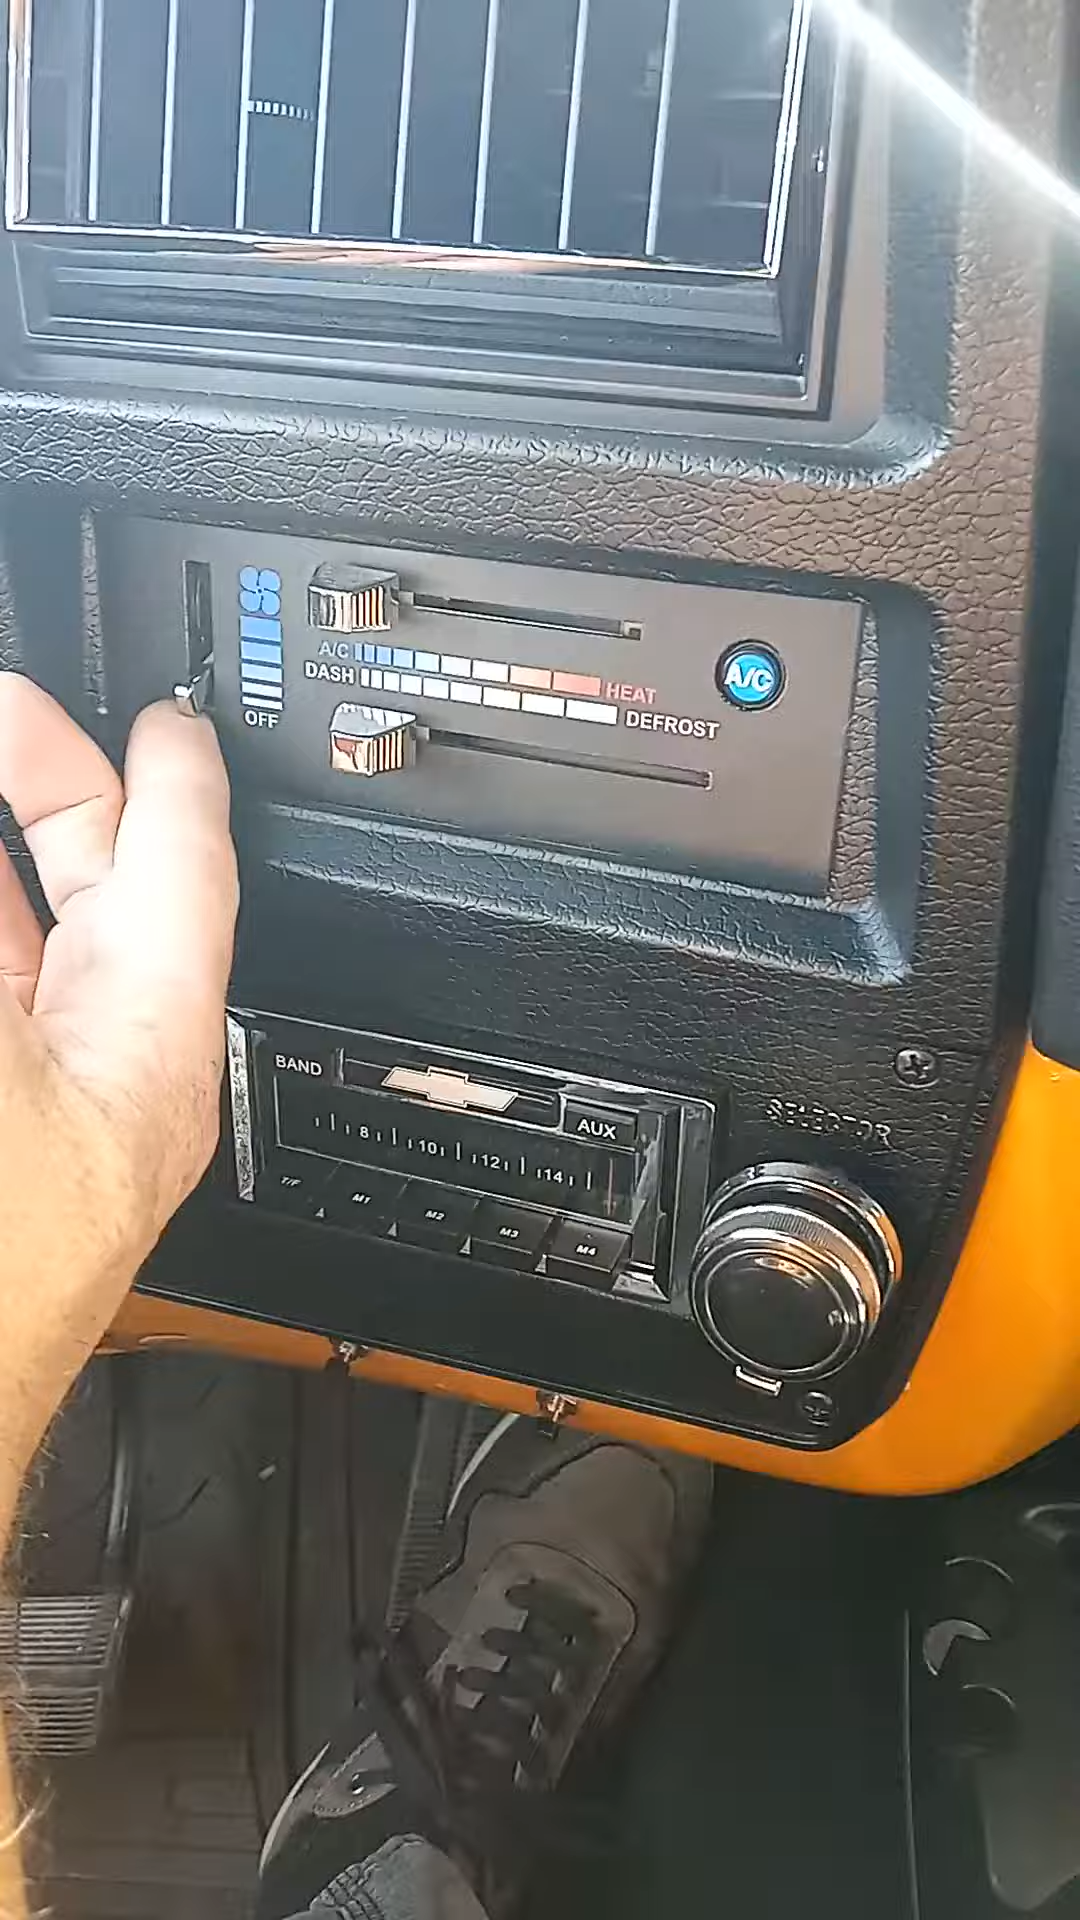 A/C
HEAT
DASH
DEFROST
OFF
A/C
BAND
AUX
8 10 12 14
T/F M1 M2 M3 M4
SELECTOR